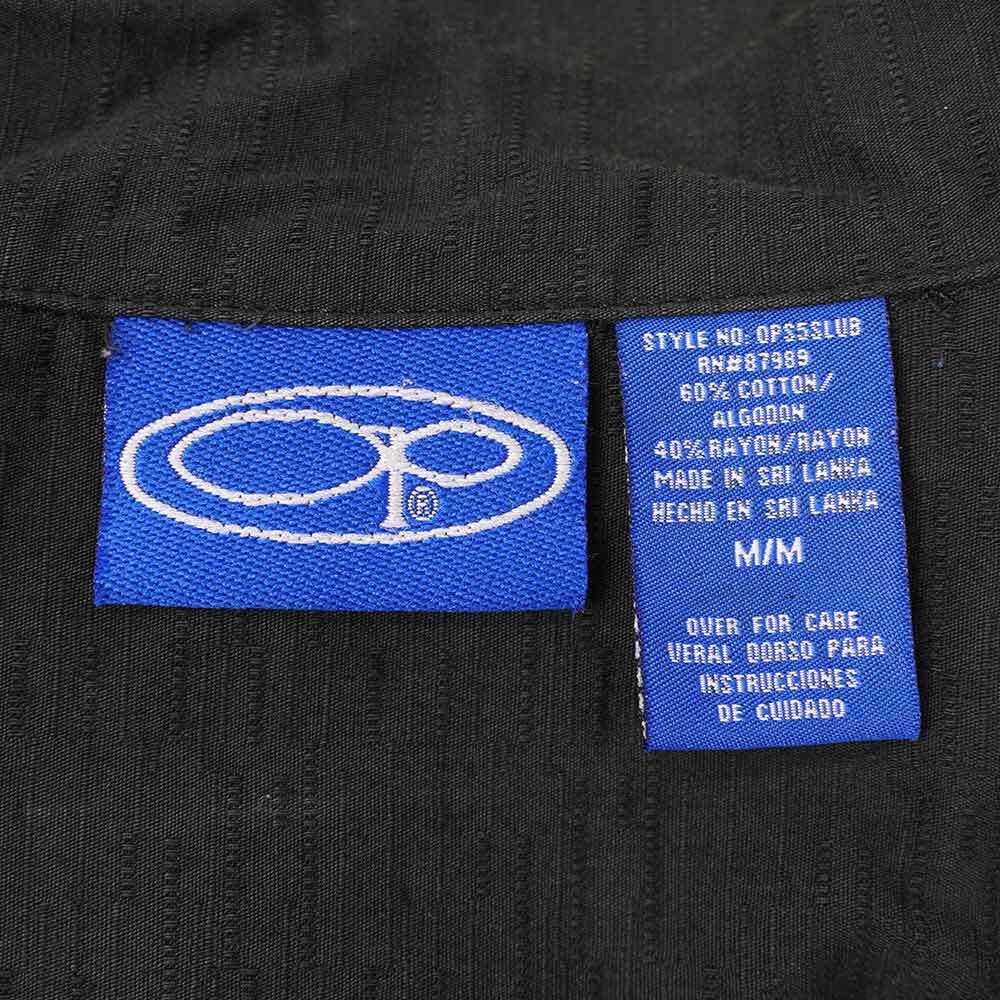 Op®
STYLE NO: OPS5SLUB
RN#87989
60% COTTON/
ALGODON
40% RAYON/RAYON
MADE IN SRI LANKA
HECHO EN SRI LANKA
M/M
OVER FOR CARE
VERAL DORSO PARA
INSTRUCCIONES
DE CUIDADO